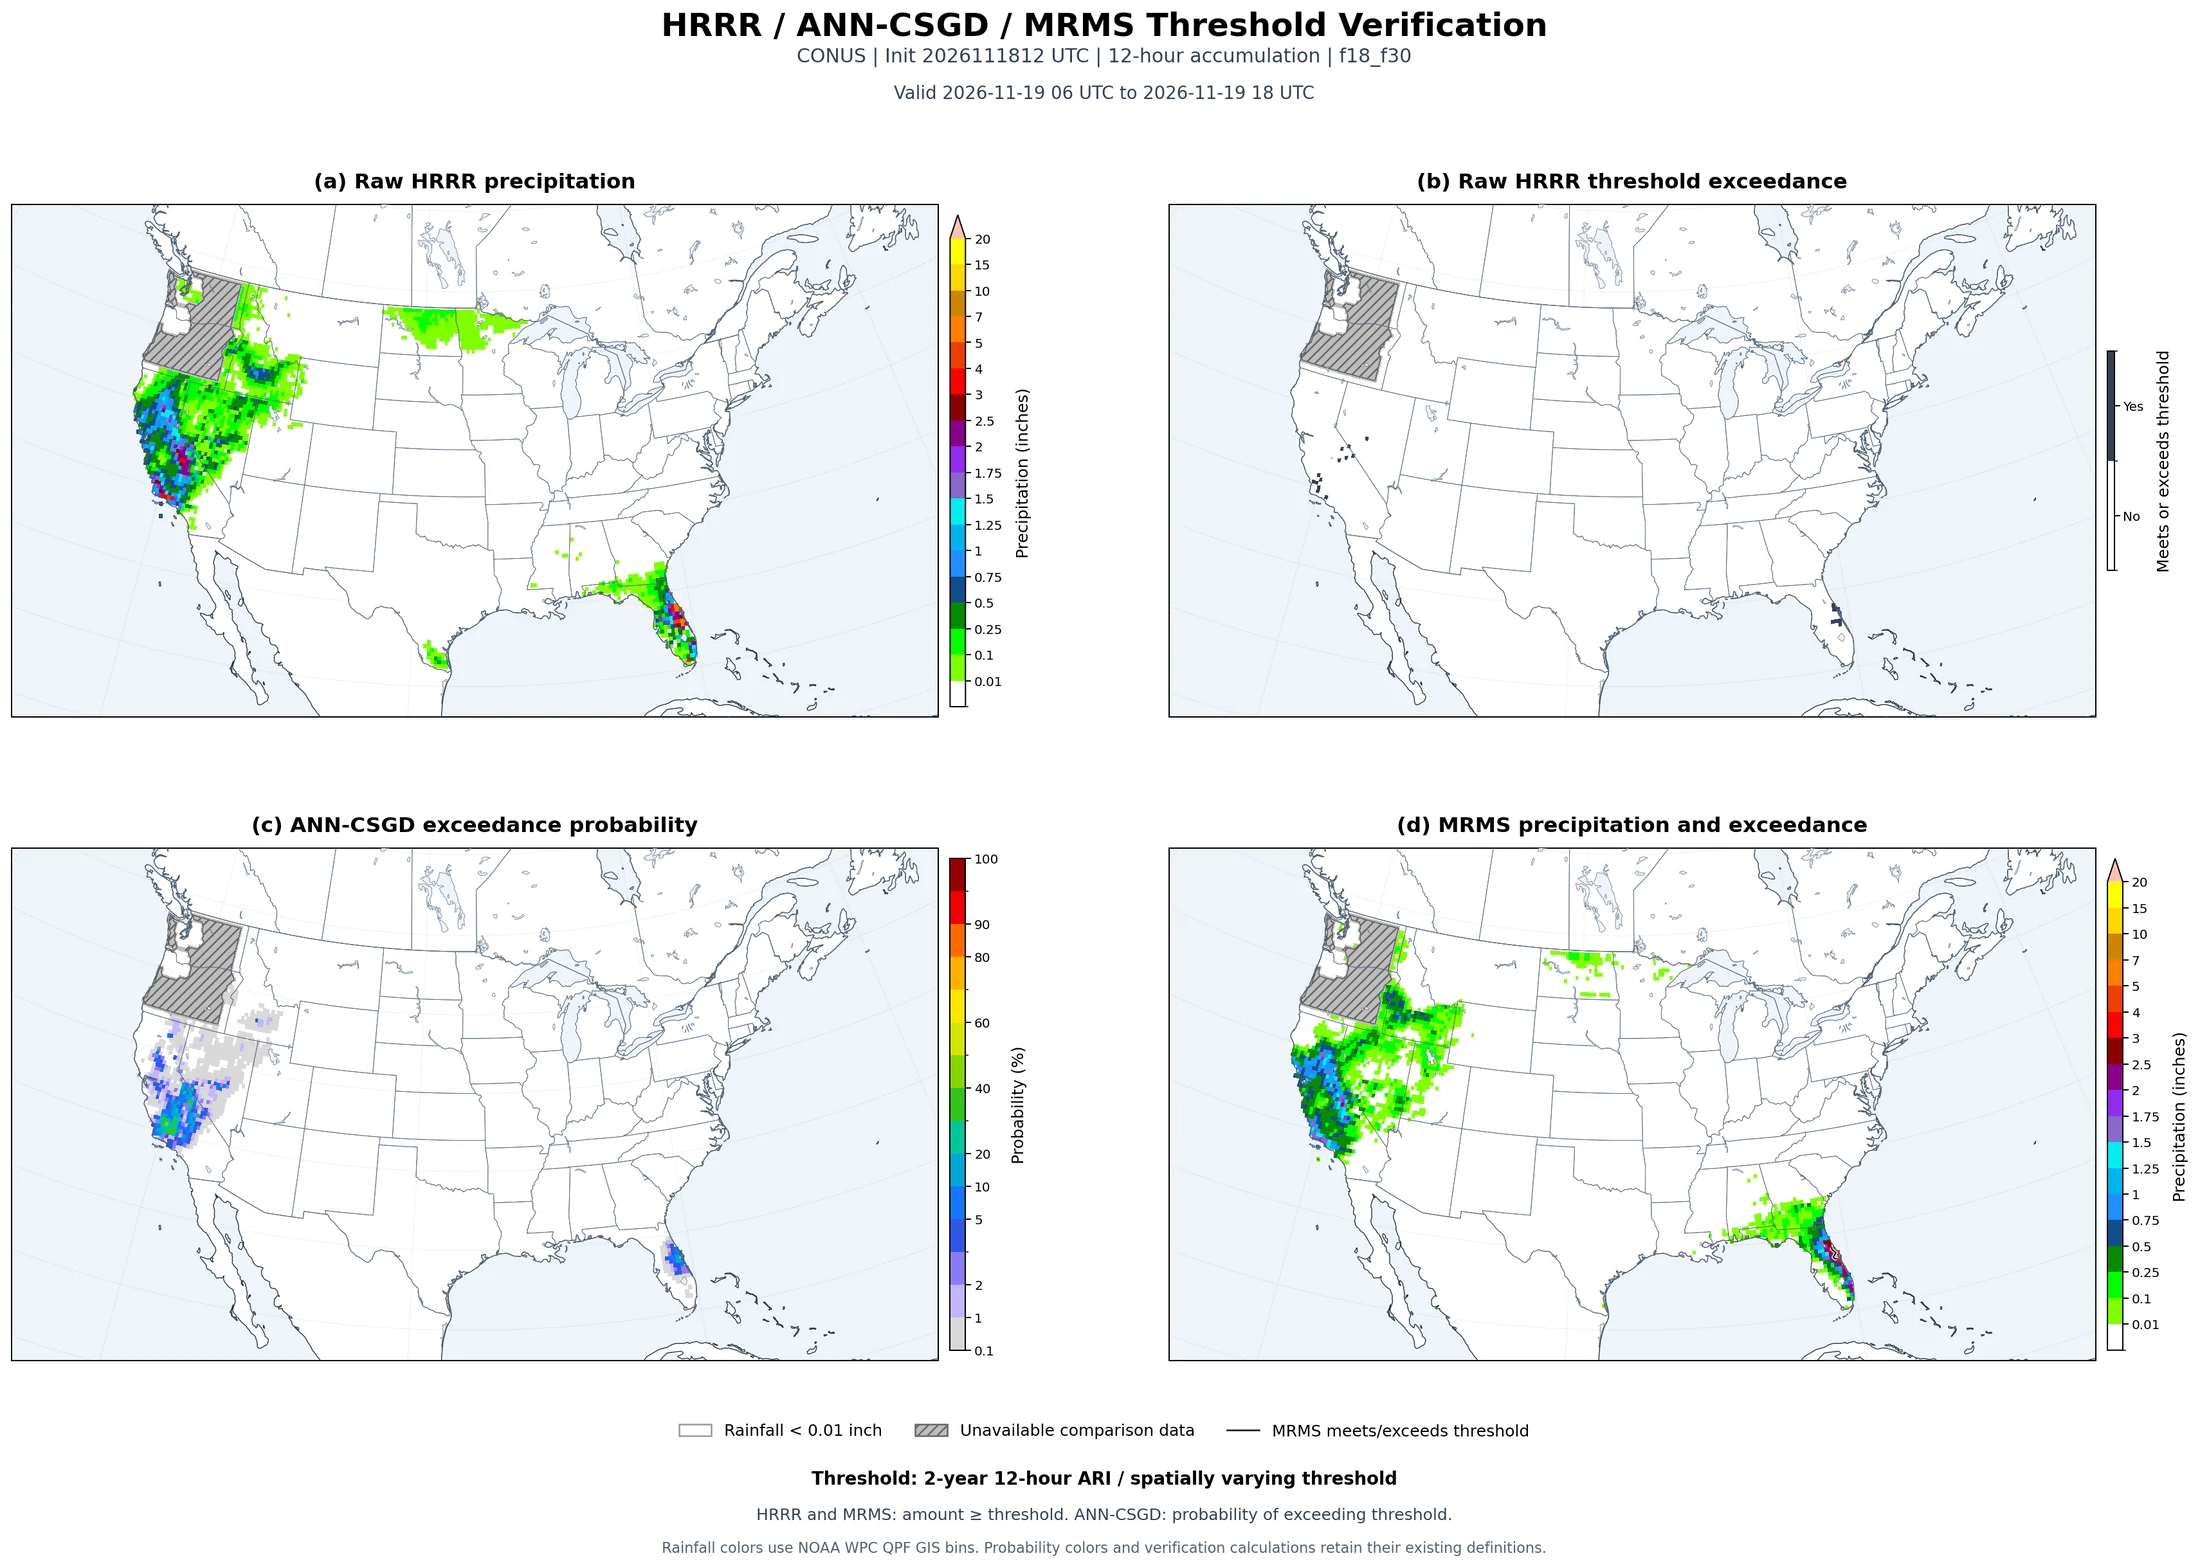 HRRR / ANN-CSGD / MRMS Threshold Verification
CONUS | Init 2026111812 UTC | 12-hour accumulation | f18_f30
Valid 2026-11-19 06 UTC to 2026-11-19 18 UTC
(a) Raw HRRR precipitation
20
15
10
7
5
4
3
2.5
2
1.75
1.5
1.25
1
0.75
0.5
0.25
0.1
0.01
Precipitation (inches)
(b) Raw HRRR threshold exceedance
Yes
No
Meets or exceeds threshold
(c) ANN-CSGD exceedance probability
100
90
80
60
40
20
10
5
2
1
0.1
Probability (%)
(d) MRMS precipitation and exceedance
20
15
10
7
5
4
3
2.5
2
1.75
1.5
1.25
1
0.75
0.5
0.25
0.1
0.01
Precipitation (inches)
Rainfall < 0.01 inch
Unavailable comparison data
MRMS meets/exceeds threshold
Threshold: 2-year 12-hour ARI / spatially varying threshold
HRRR and MRMS: amount ≥ threshold. ANN-CSGD: probability of exceeding threshold.
Rainfall colors use NOAA WPC QPF GIS bins. Probability colors and verification calculations retain their existing definitions.